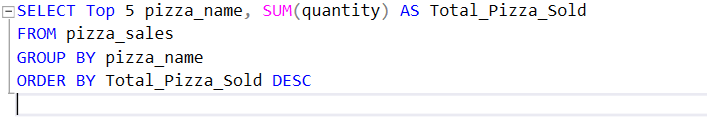 SELECT Top 5 pizza_name, SUM(quantity) AS Total_Pizza_Sold
FROM pizza_sales
GROUP BY pizza_name
ORDER BY Total_Pizza_Sold DESC